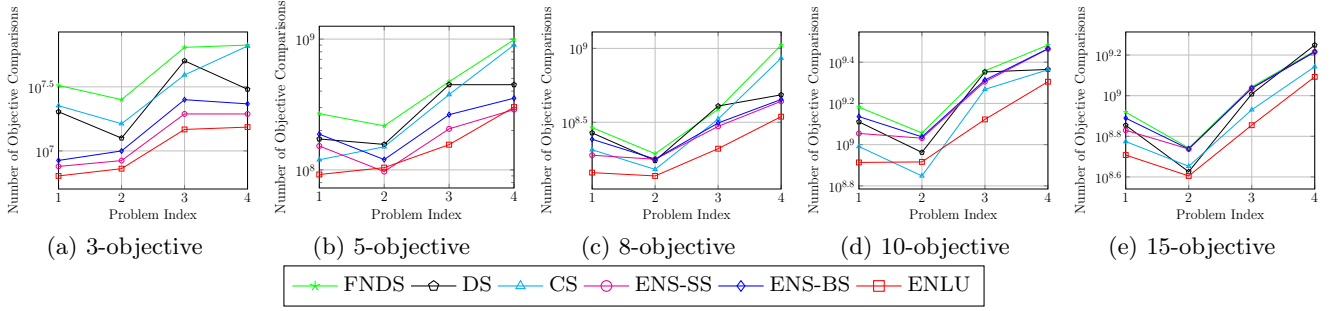 Number of Objective Comparisons
10^7.5
10^7
1 2 3 4
Problem Index
(a) 3-objective
Number of Objective Comparisons
10^9
10^8
1 2 3 4
Problem Index
(b) 5-objective
Number of Objective Comparisons
10^9
10^8.5
1 2 3 4
Problem Index
(c) 8-objective
Number of Objective Comparisons
10^9.4
10^9.2
10^9
10^8.8
1 2 3 4
Problem Index
(d) 10-objective
Number of Objective Comparisons
10^9.2
10^9
10^8.8
10^8.6
1 2 3 4
Problem Index
(e) 15-objective
FNDS DS CS ENS-SS ENS-BS ENLU